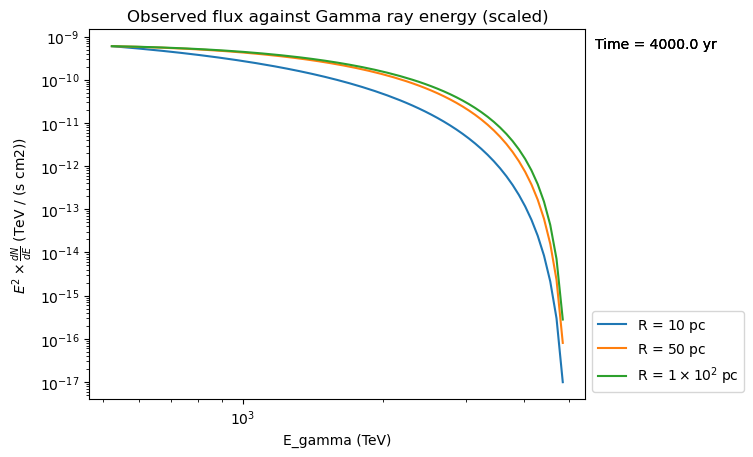 Observed flux against Gamma ray energy (scaled)
Time = 4000.0 yr
10⁻⁹
10⁻¹⁰
10⁻¹¹
10⁻¹²
10⁻¹³
10⁻¹⁴
10⁻¹⁵
10⁻¹⁶
10⁻¹⁷
E² × dN/dE (TeV / (s cm2))
R = 10 pc
R = 50 pc
R = 1 × 10² pc
10³
E_gamma (TeV)